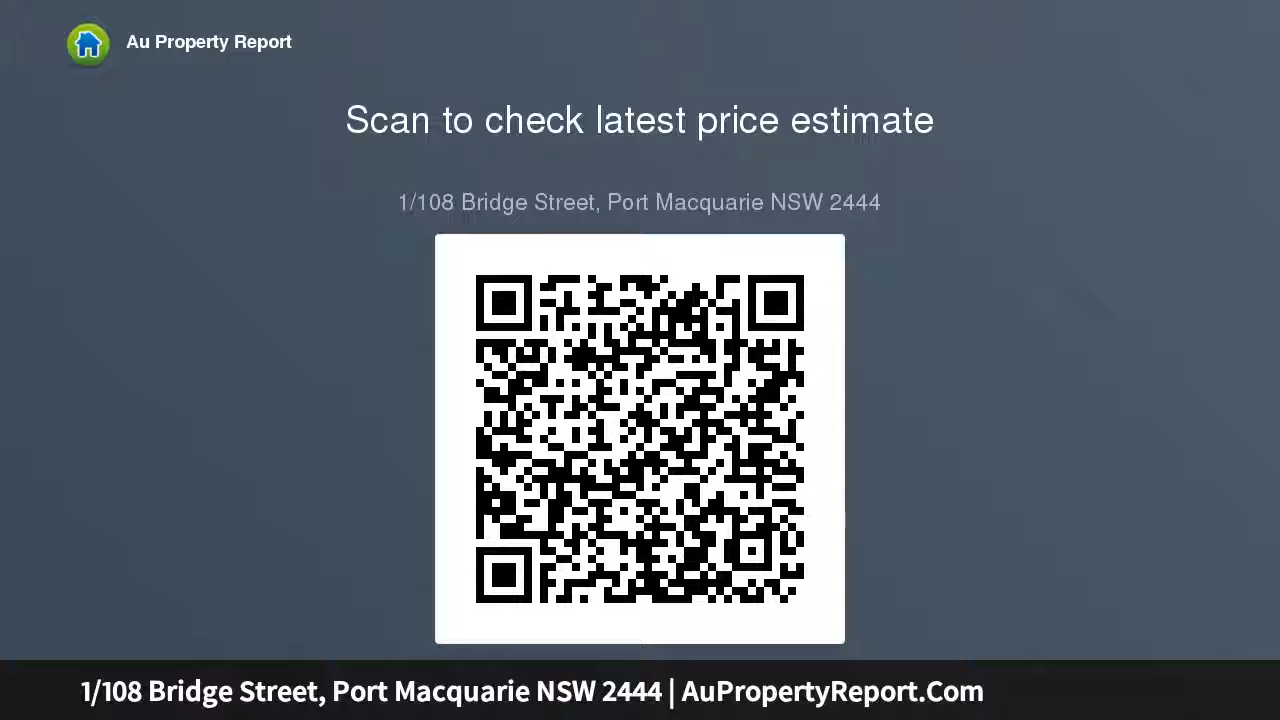 Au Property Report
Scan to check latest price estimate
1/108 Bridge Street, Port Macquarie NSW 2444
1/108 Bridge Street, Port Macquarie NSW 2444 | AuPropertyReport.Com